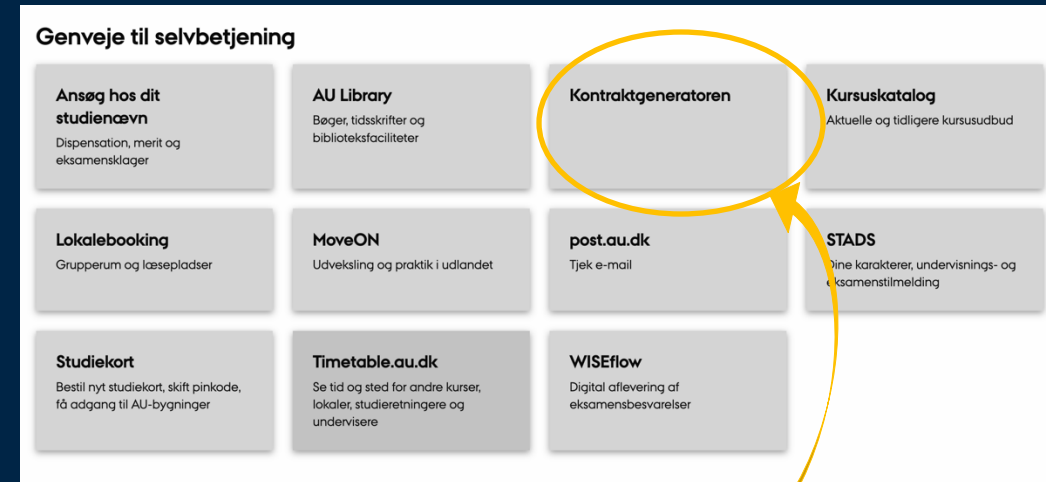 Genveje til selvbetjening
Ansøg hos dit
studienævn
Dispensation, merit og
eksamensklager
AU Library
Bøger, tidsskrifter og
biblioteksfaciliteter
Kontraktgeneratoren
Kursuskatalog
Aktuelle og tidligere kursusudbud
Lokalebooking
Grupperum og læsepladser
MoveON
Udveksling og praktik i udlandet
post.au.dk
Tjek e-mail
STADS
Dine karakterer, undervisnings- og
eksamenstilmelding
Studiekort
Bestil nyt studiekort, skift pinkode,
få adgang til AU-bygninger
Timetable.au.dk
Se tid og sted for andre kurser,
lokaler, studieretningere og
undervisere
WISEflow
Digital aflevering af
eksamensbesvarelser